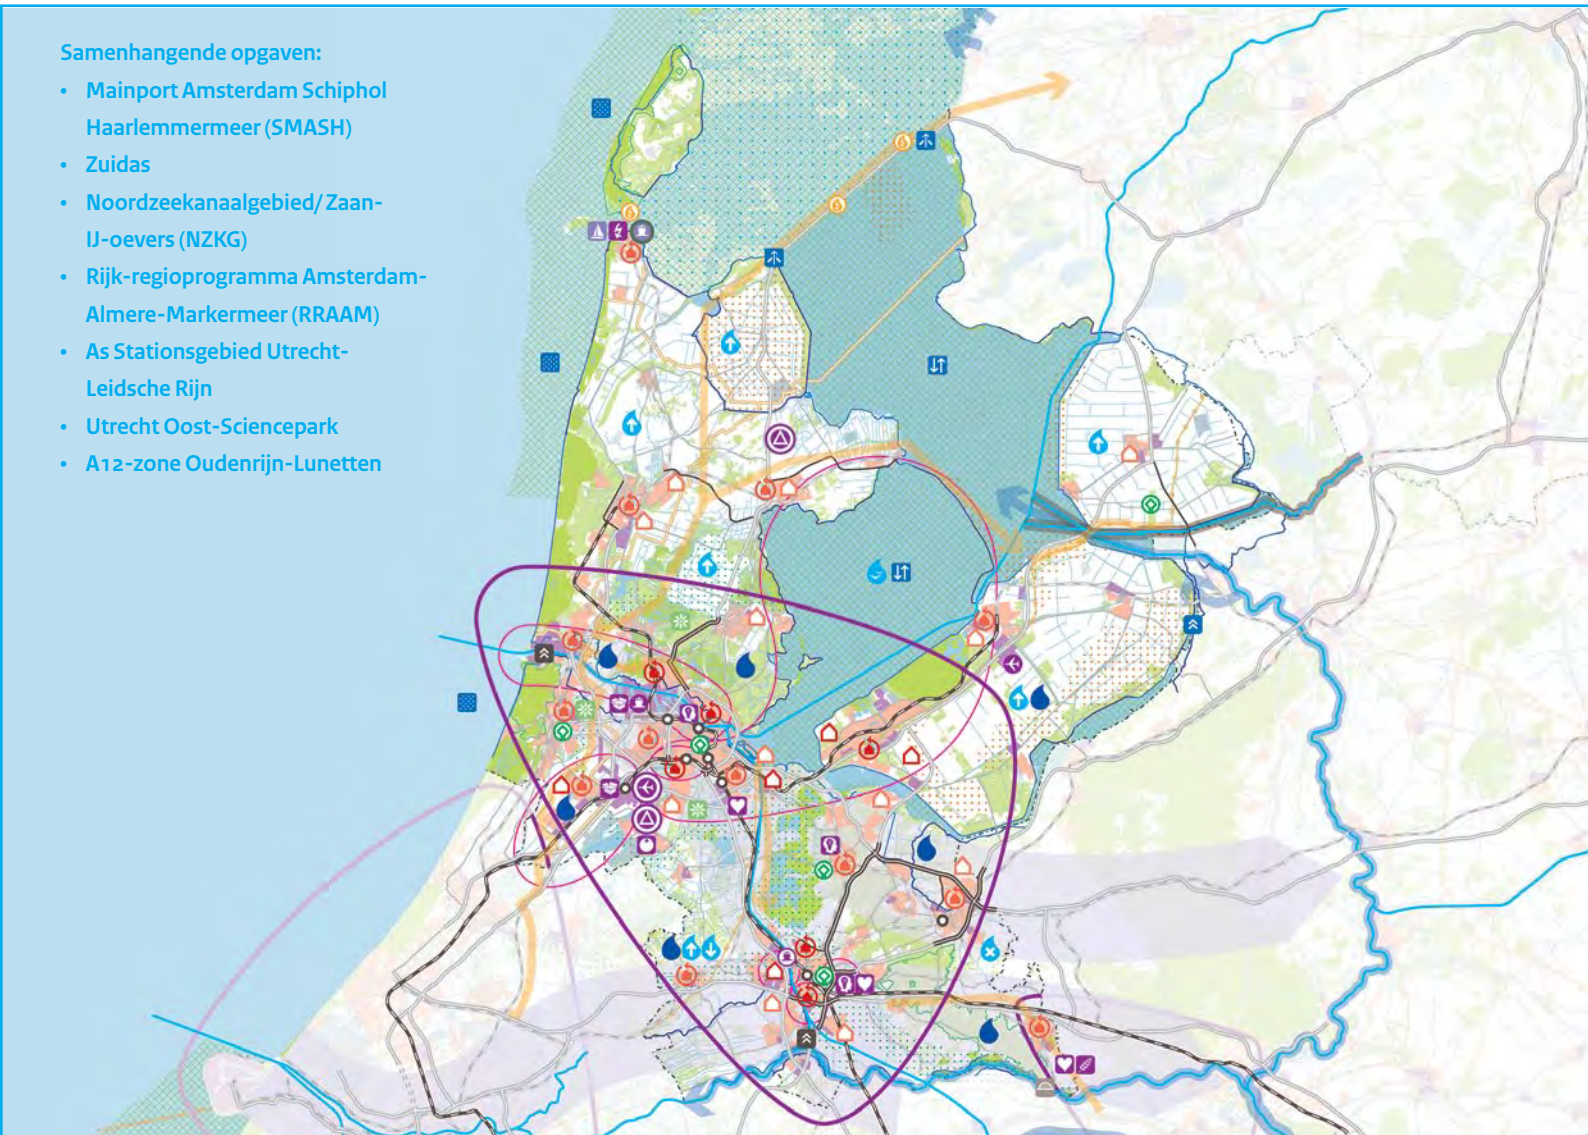 Samenhangende opgaven:
• Mainport Amsterdam Schiphol
Haarlemmermeer (SMASH)
• Zuidas
• Noordzeekanaalgebied/ Zaan-
IJ-oevers (NZKG)
• Rijk-regioprogramma Amsterdam-
Almere-Markermeer (RRAAM)
• As Stationsgebied Utrecht-
Leidsche Rijn
• Utrecht Oost-Sciencepark
• A12-zone Oudenrijn-Lunetten